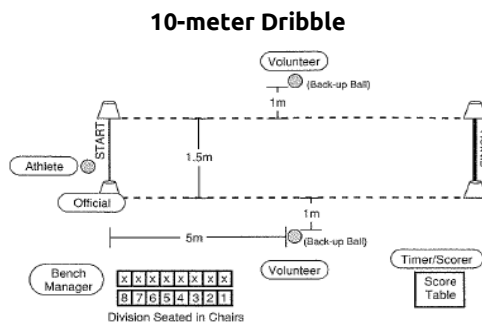 10-meter Dribble
Volunteer
(Back-up Ball)
1m
START
1.5m
Athlete
Official
1m
5m
(Back-up Ball)
Bench
Manager
Volunteer
Timer/Scorer
x x x x x x x x
8 7 6 5 4 3 2 1
Score
Table
Division Seated in Chairs